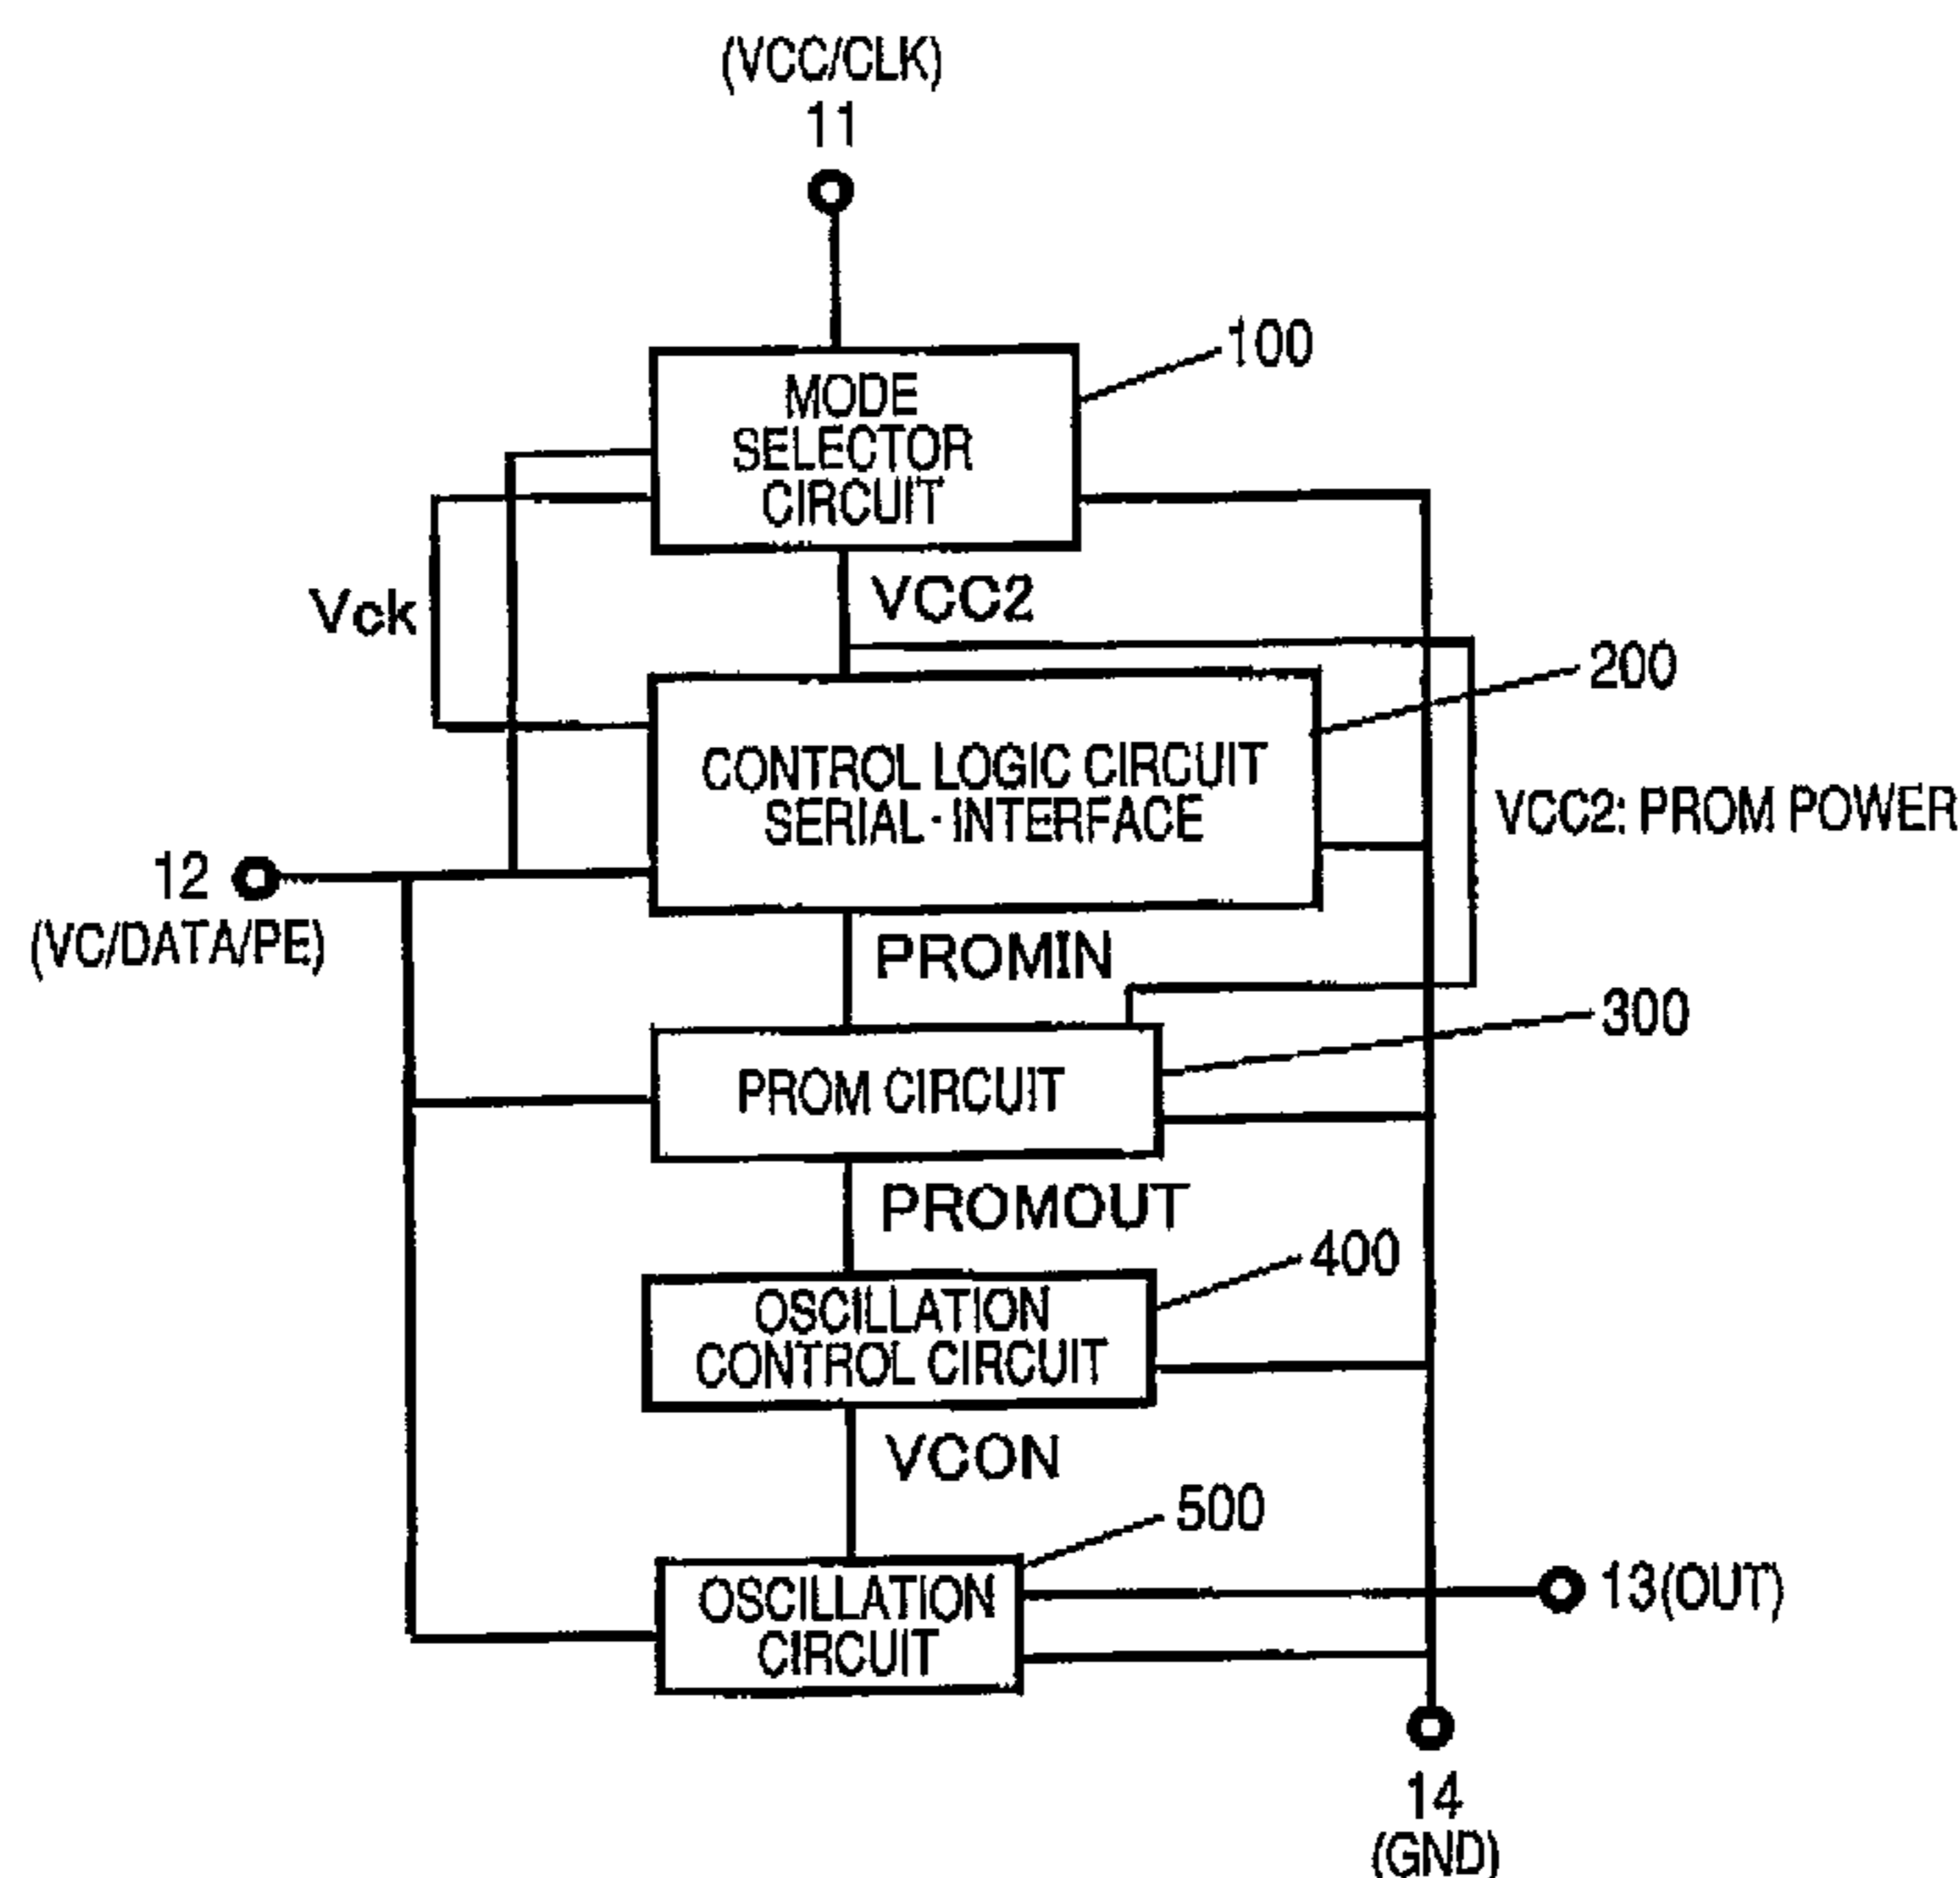 (VCC/CLK)
11
100
MODE
SELECTOR
CIRCUIT
Vck
VCC2
200
CONTROL LOGIC CIRCUIT
SERIAL·INTERFACE
VCC2: PROM POWER
12
(VC/DATA/PE)
PROMIN
300
PROM CIRCUIT
PROMOUT
400
OSCILLATION
CONTROL CIRCUIT
VCON
500
OSCILLATION
CIRCUIT
13(OUT)
14
(GND)